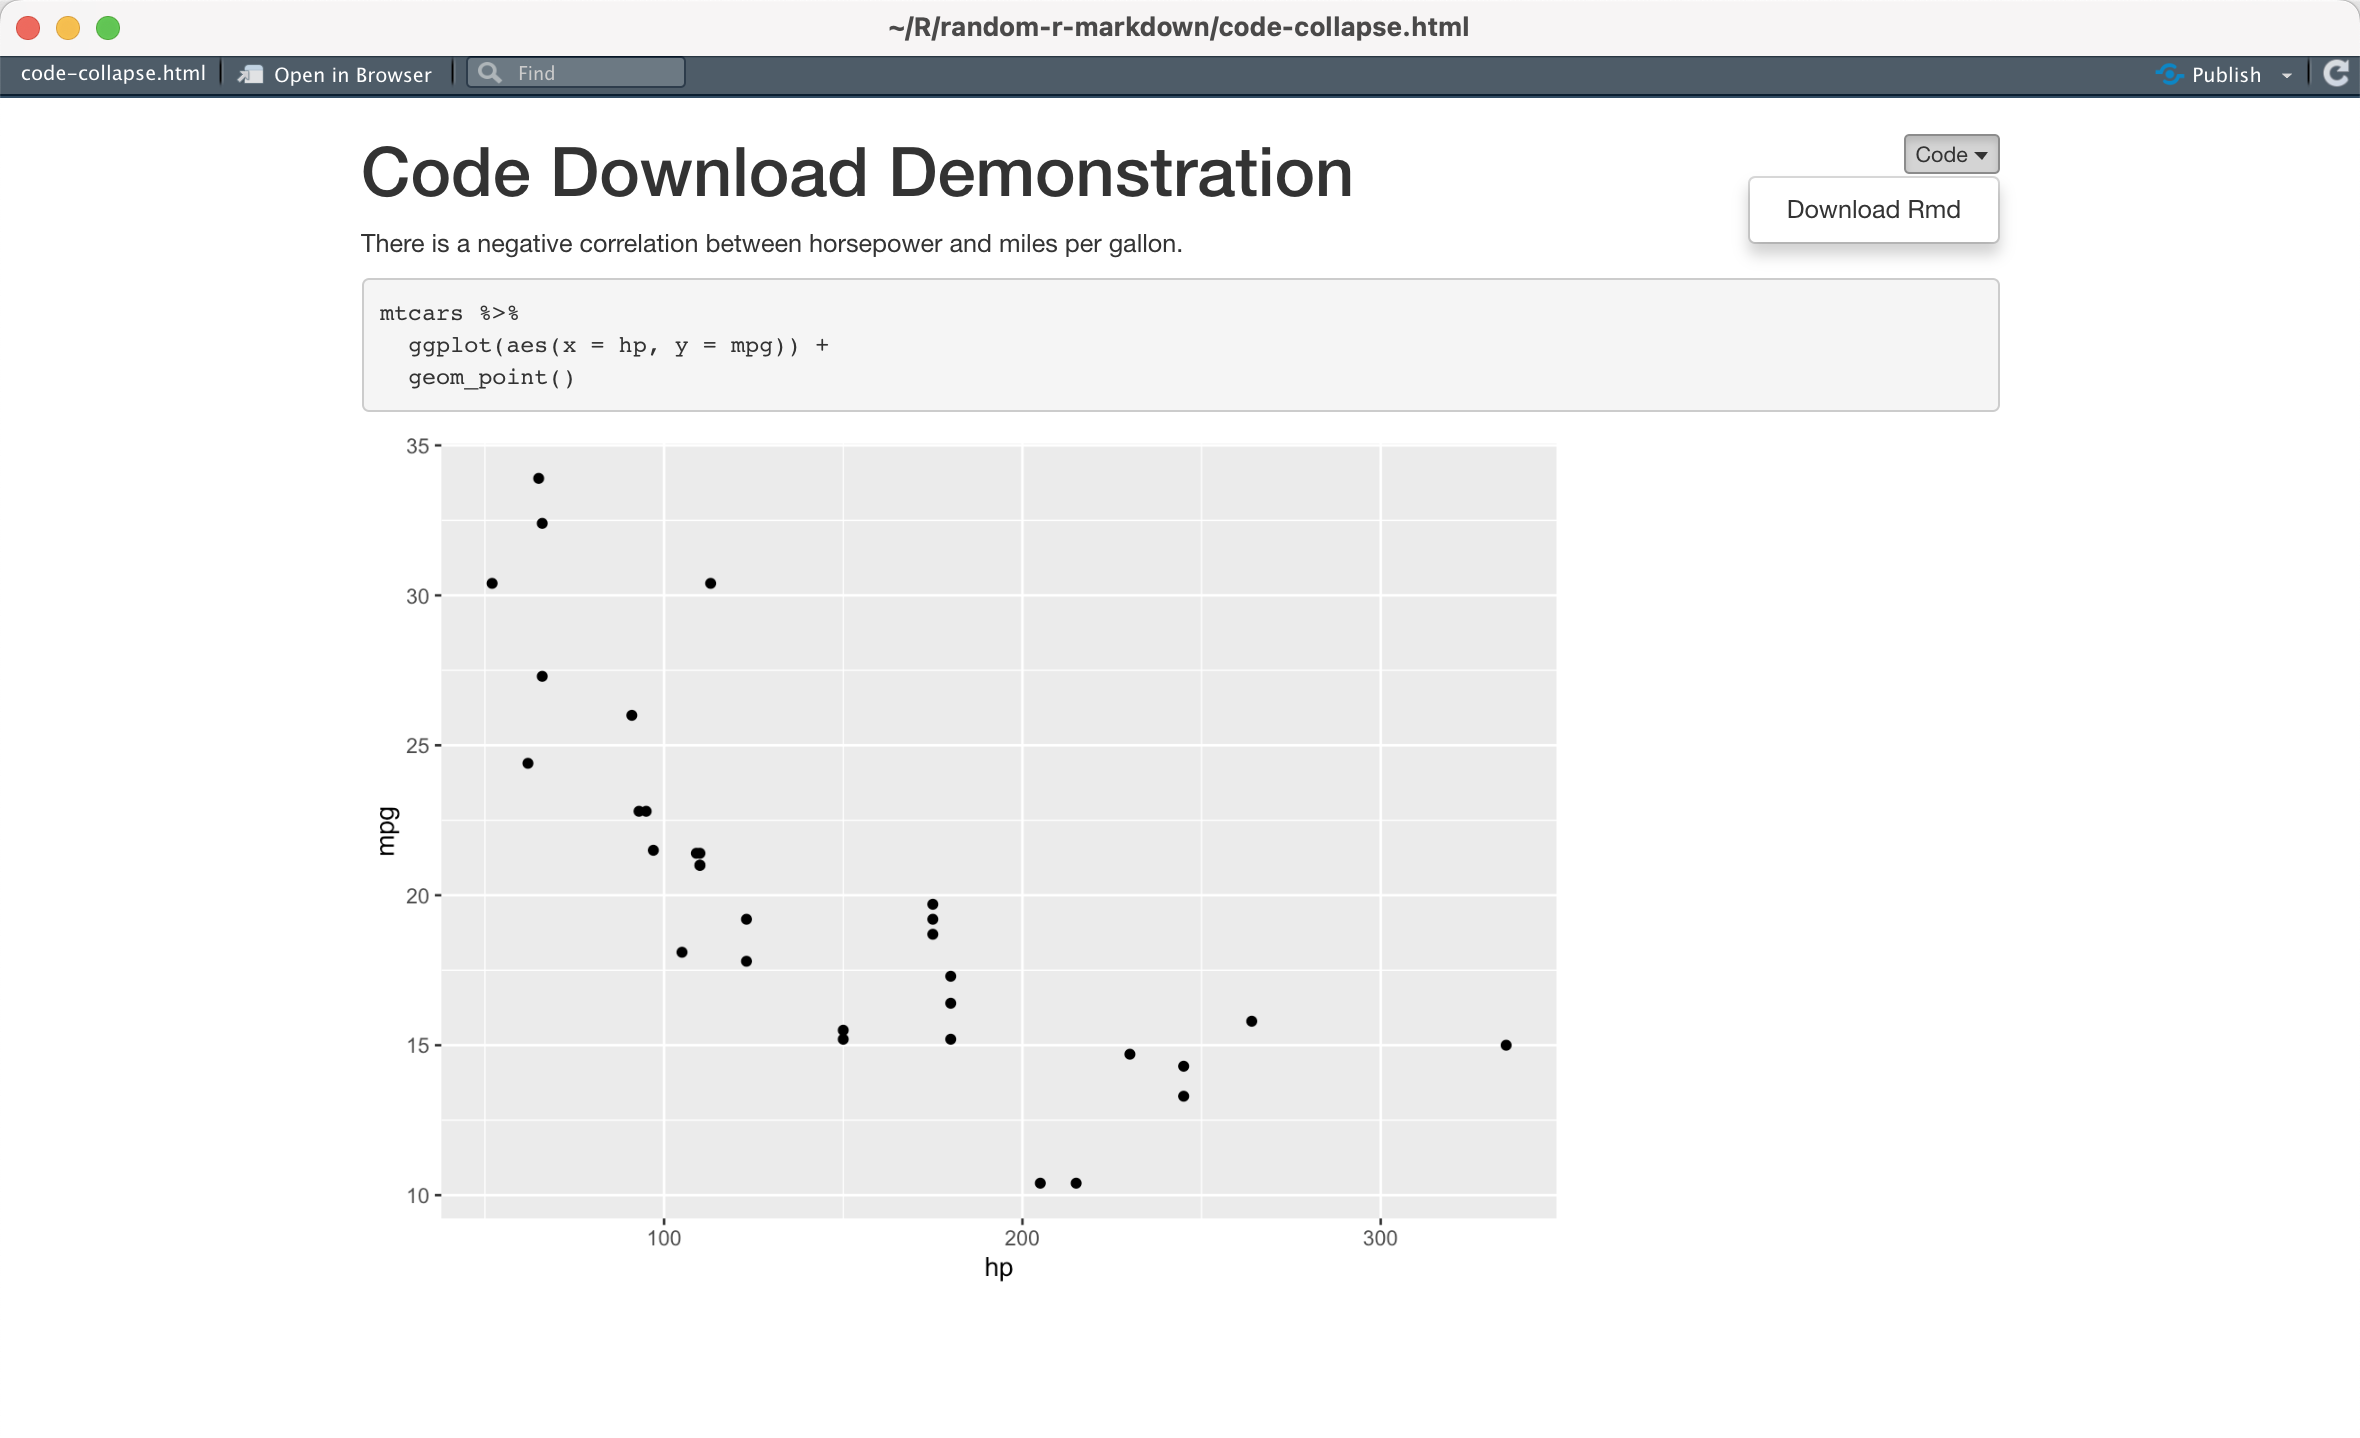 ~/R/random-r-markdown/code-collapse.html
code-collapse.html Open in Browser Find Publish
Code Download Demonstration
Code
Download Rmd
There is a negative correlation between horsepower and miles per gallon.
mtcars %>%
  ggplot(aes(x = hp, y = mpg)) +
  geom_point()
35
30
25
20
15
10
mpg
100 200 300
hp